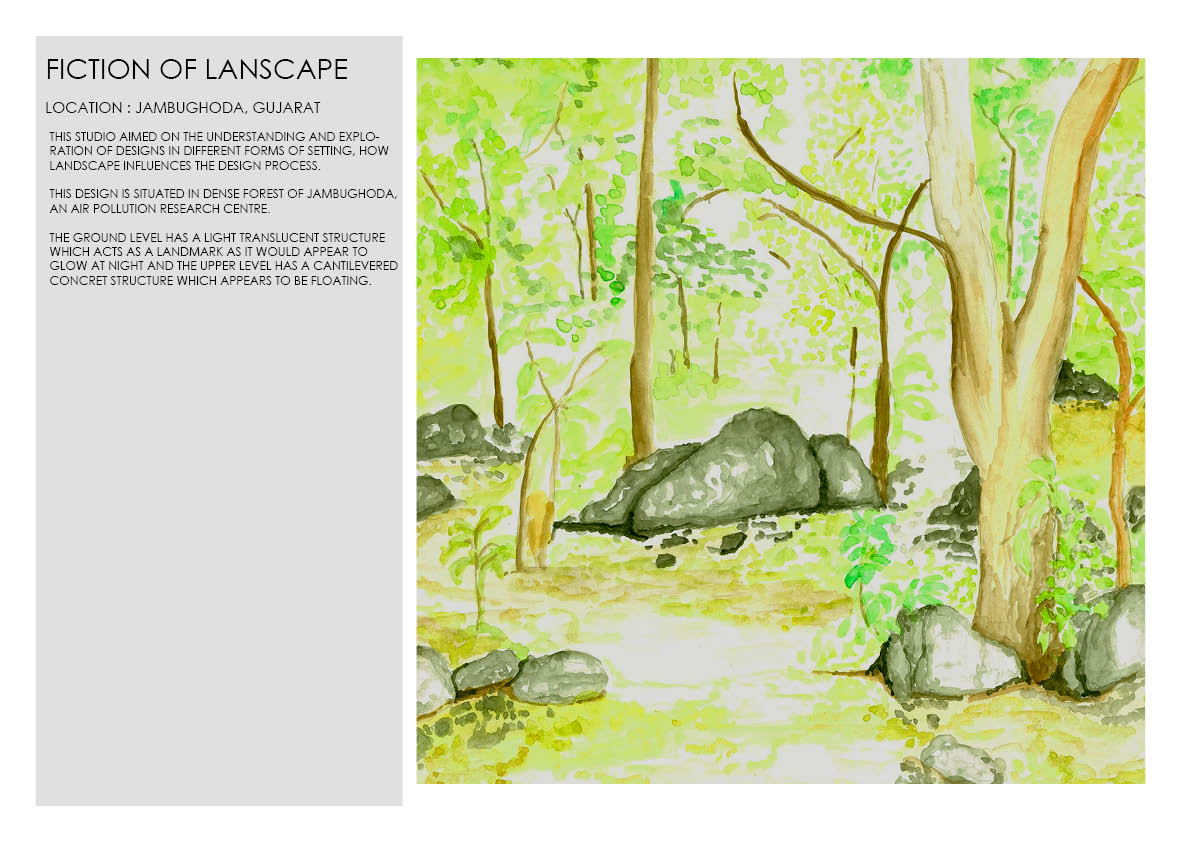 FICTION OF LANSCAPE
LOCATION : JAMBUGHODA, GUJARAT
THIS STUDIO AIMED ON THE UNDERSTANDING AND EXPLO-
RATION OF DESIGNS IN DIFFERENT FORMS OF SETTING, HOW
LANDSCAPE INFLUENCES THE DESIGN PROCESS.
THIS DESIGN IS SITUATED IN DENSE FOREST OF JAMBUGHODA,
AN AIR POLLUTION RESEARCH CENTRE.
THE GROUND LEVEL HAS A LIGHT TRANSLUCENT STRUCTURE
WHICH ACTS AS A LANDMARK AS IT WOULD APPEAR TO
GLOW AT NIGHT AND THE UPPER LEVEL HAS A CANTILEVERED
CONCRET STRUCTURE WHICH APPEARS TO BE FLOATING.